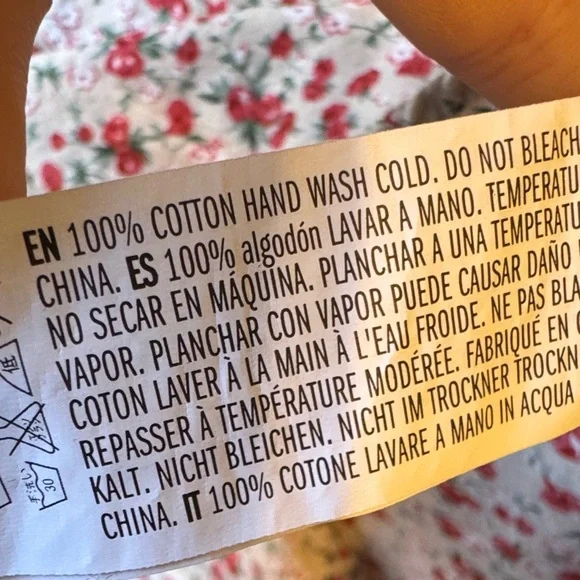 EN 100% COTTON HAND WASH COLD. DO NOT BLEACH
CHINA. ES 100% algodón LAVAR A MANO. TEMPERATU
NO SECAR EN MÁQUINA. PLANCHAR A UNA TEMPERATU
VAPOR. PLANCHAR CON VAPOR PUEDE CAUSAR DAÑO
COTON LAVER À LA MAIN À L'EAU FROIDE. NE PAS BLA
REPASSER À TEMPÉRATURE MODÉRÉE. FABRIQUÉ EN
KALT. NICHT BLEICHEN. NICHT IM TROCKNER TROCKN
CHINA. IT 100% COTONE LAVARE A MANO IN ACQUA
30